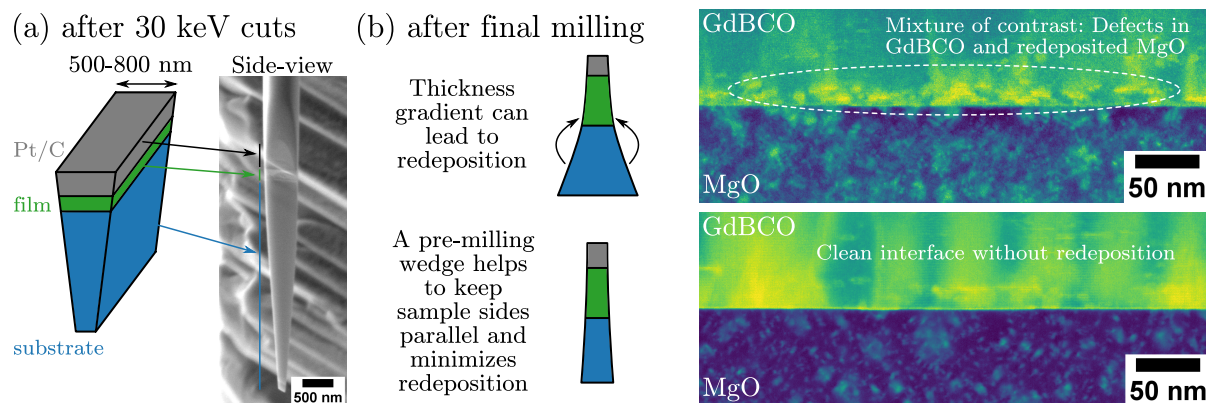 (a) after 30 keV cuts
500-800 nm
Side-view
Pt/C
film
substrate
500 nm
(b) after final milling
Thickness
gradient can
lead to
redeposition
A pre-milling
wedge helps
to keep
sample sides
parallel and
minimizes
redeposition
GdBCO
Mixture of contrast: Defects in
GdBCO and redeposited MgO
MgO
50 nm
GdBCO
Clean interface without redeposition
MgO
50 nm